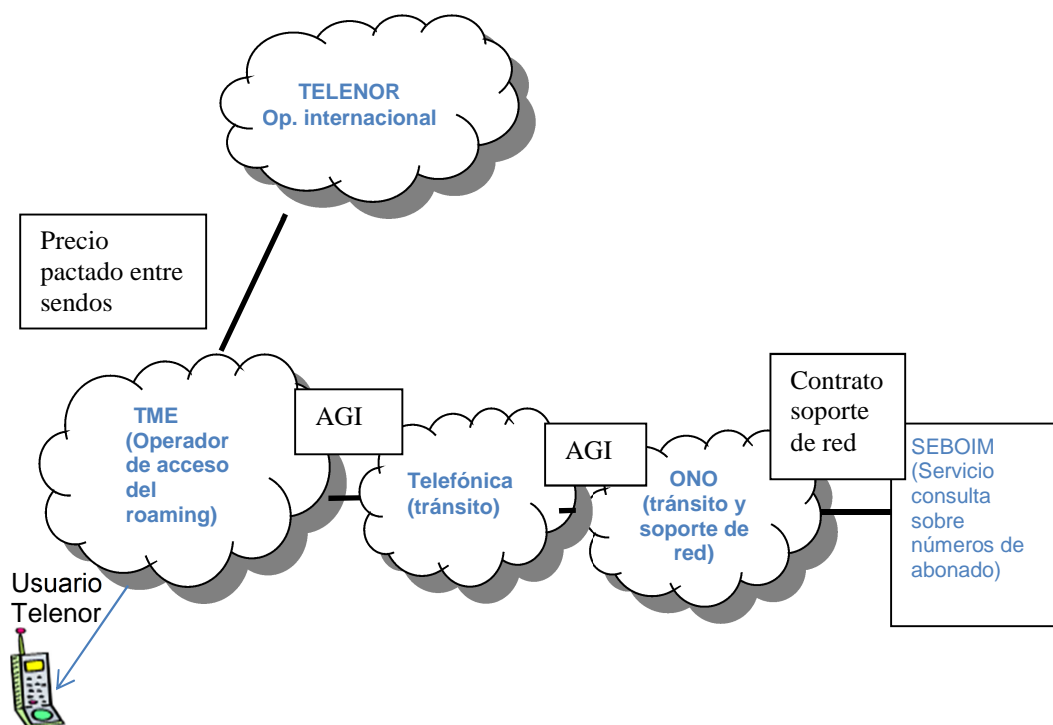 TELENOR
Op. internacional
Precio
pactado entre
sendos
TME
(Operador
de acceso
del
roaming)
AGI
Telefónica
(tránsito)
AGI
ONO
(tránsito y
soporte de
red)
Contrato
soporte
de red
SEBOIM
(Servicio
consulta
sobre
números de
abonado)
Usuario
Telenor